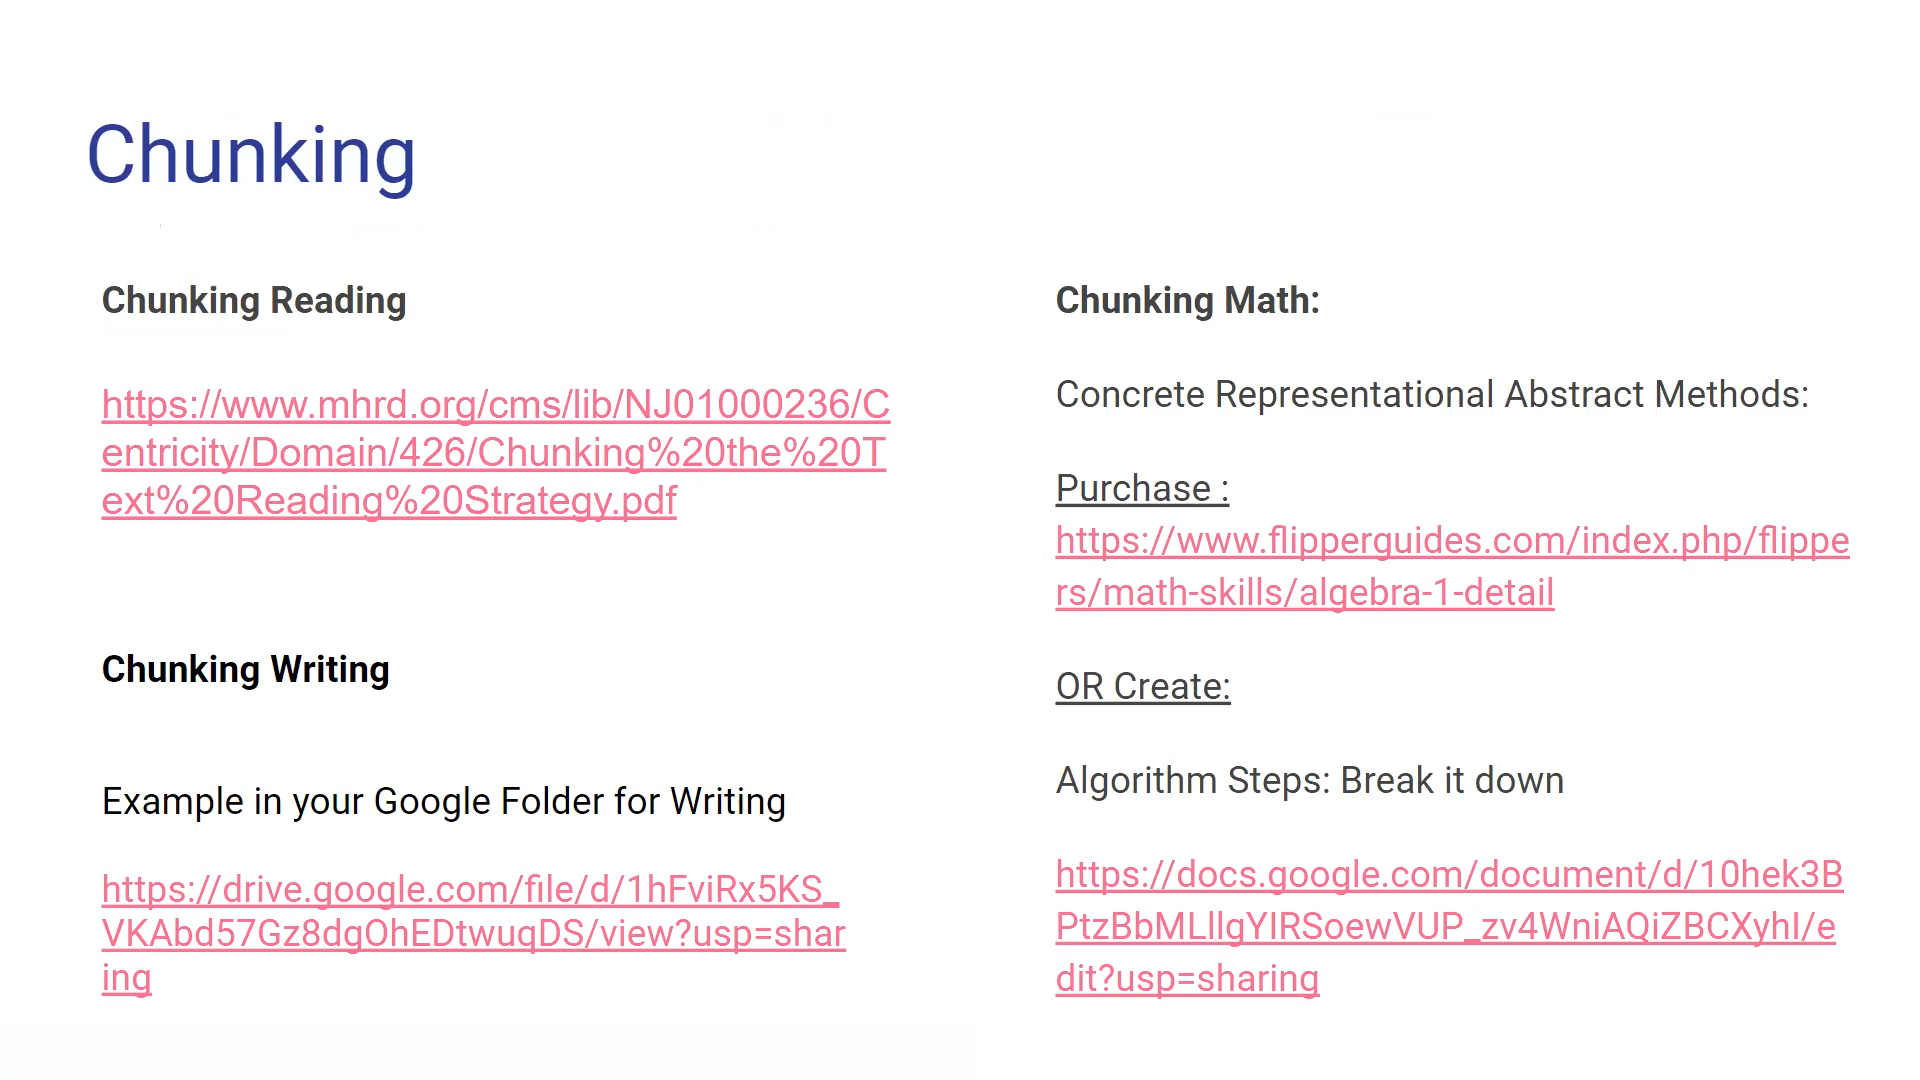 Chunking
Chunking Reading
https://www.mhrd.org/cms/lib/NJ01000236/C
entricity/Domain/426/Chunking%20the%20T
ext%20Reading%20Strategy.pdf
Chunking Writing
Example in your Google Folder for Writing
https://drive.google.com/file/d/1hFviRx5KS_
VKAbd57Gz8dgOhEDtwuqDS/view?usp=shar
ing
Chunking Math:
Concrete Representational Abstract Methods:
Purchase :
https://www.flipperguides.com/index.php/flippe
rs/math-skills/algebra-1-detail
OR Create:
Algorithm Steps: Break it down
https://docs.google.com/document/d/10hek3B
PtzBbMLllgYIRSoewVUP_zv4WniAQiZBCXyhI/e
dit?usp=sharing